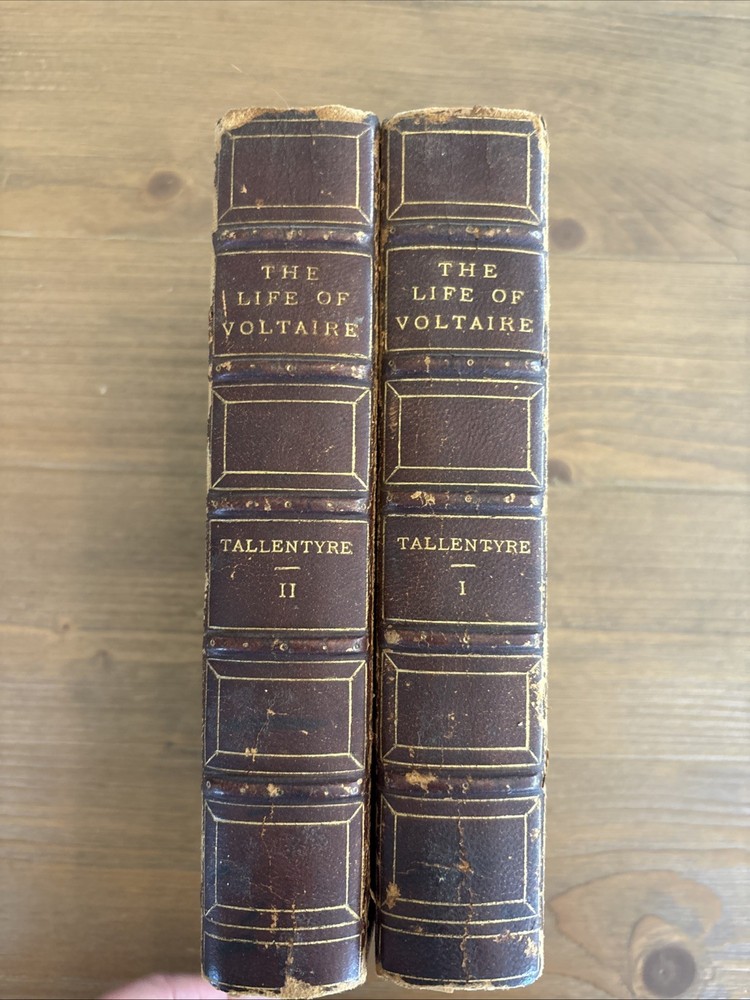 THE
LIFE OF
VOLTAIRE
TALLENTYRE
II
THE
LIFE OF
VOLTAIRE
TALLENTYRE
I